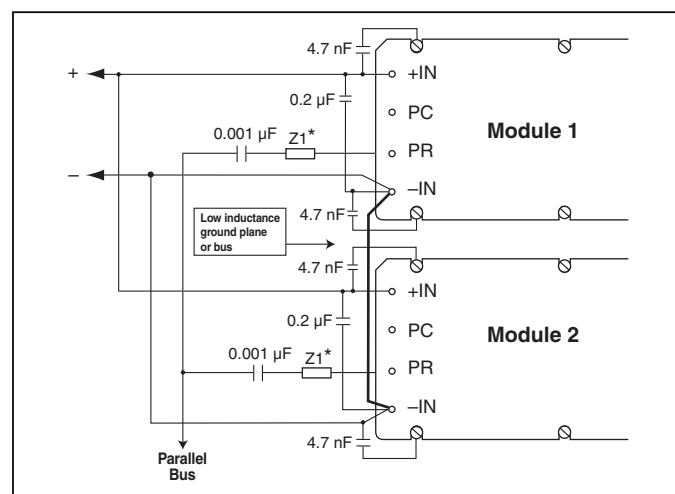 4.7 nF
+
+IN
0.2 µF
PC
Module 1
0.001 µF
Z1*
PR
–
–IN
4.7 nF
Low inductance
ground plane
or bus
4.7 nF
+IN
0.2 µF
PC
Module 2
0.001 µF
Z1*
PR
–IN
4.7 nF
Parallel
Bus